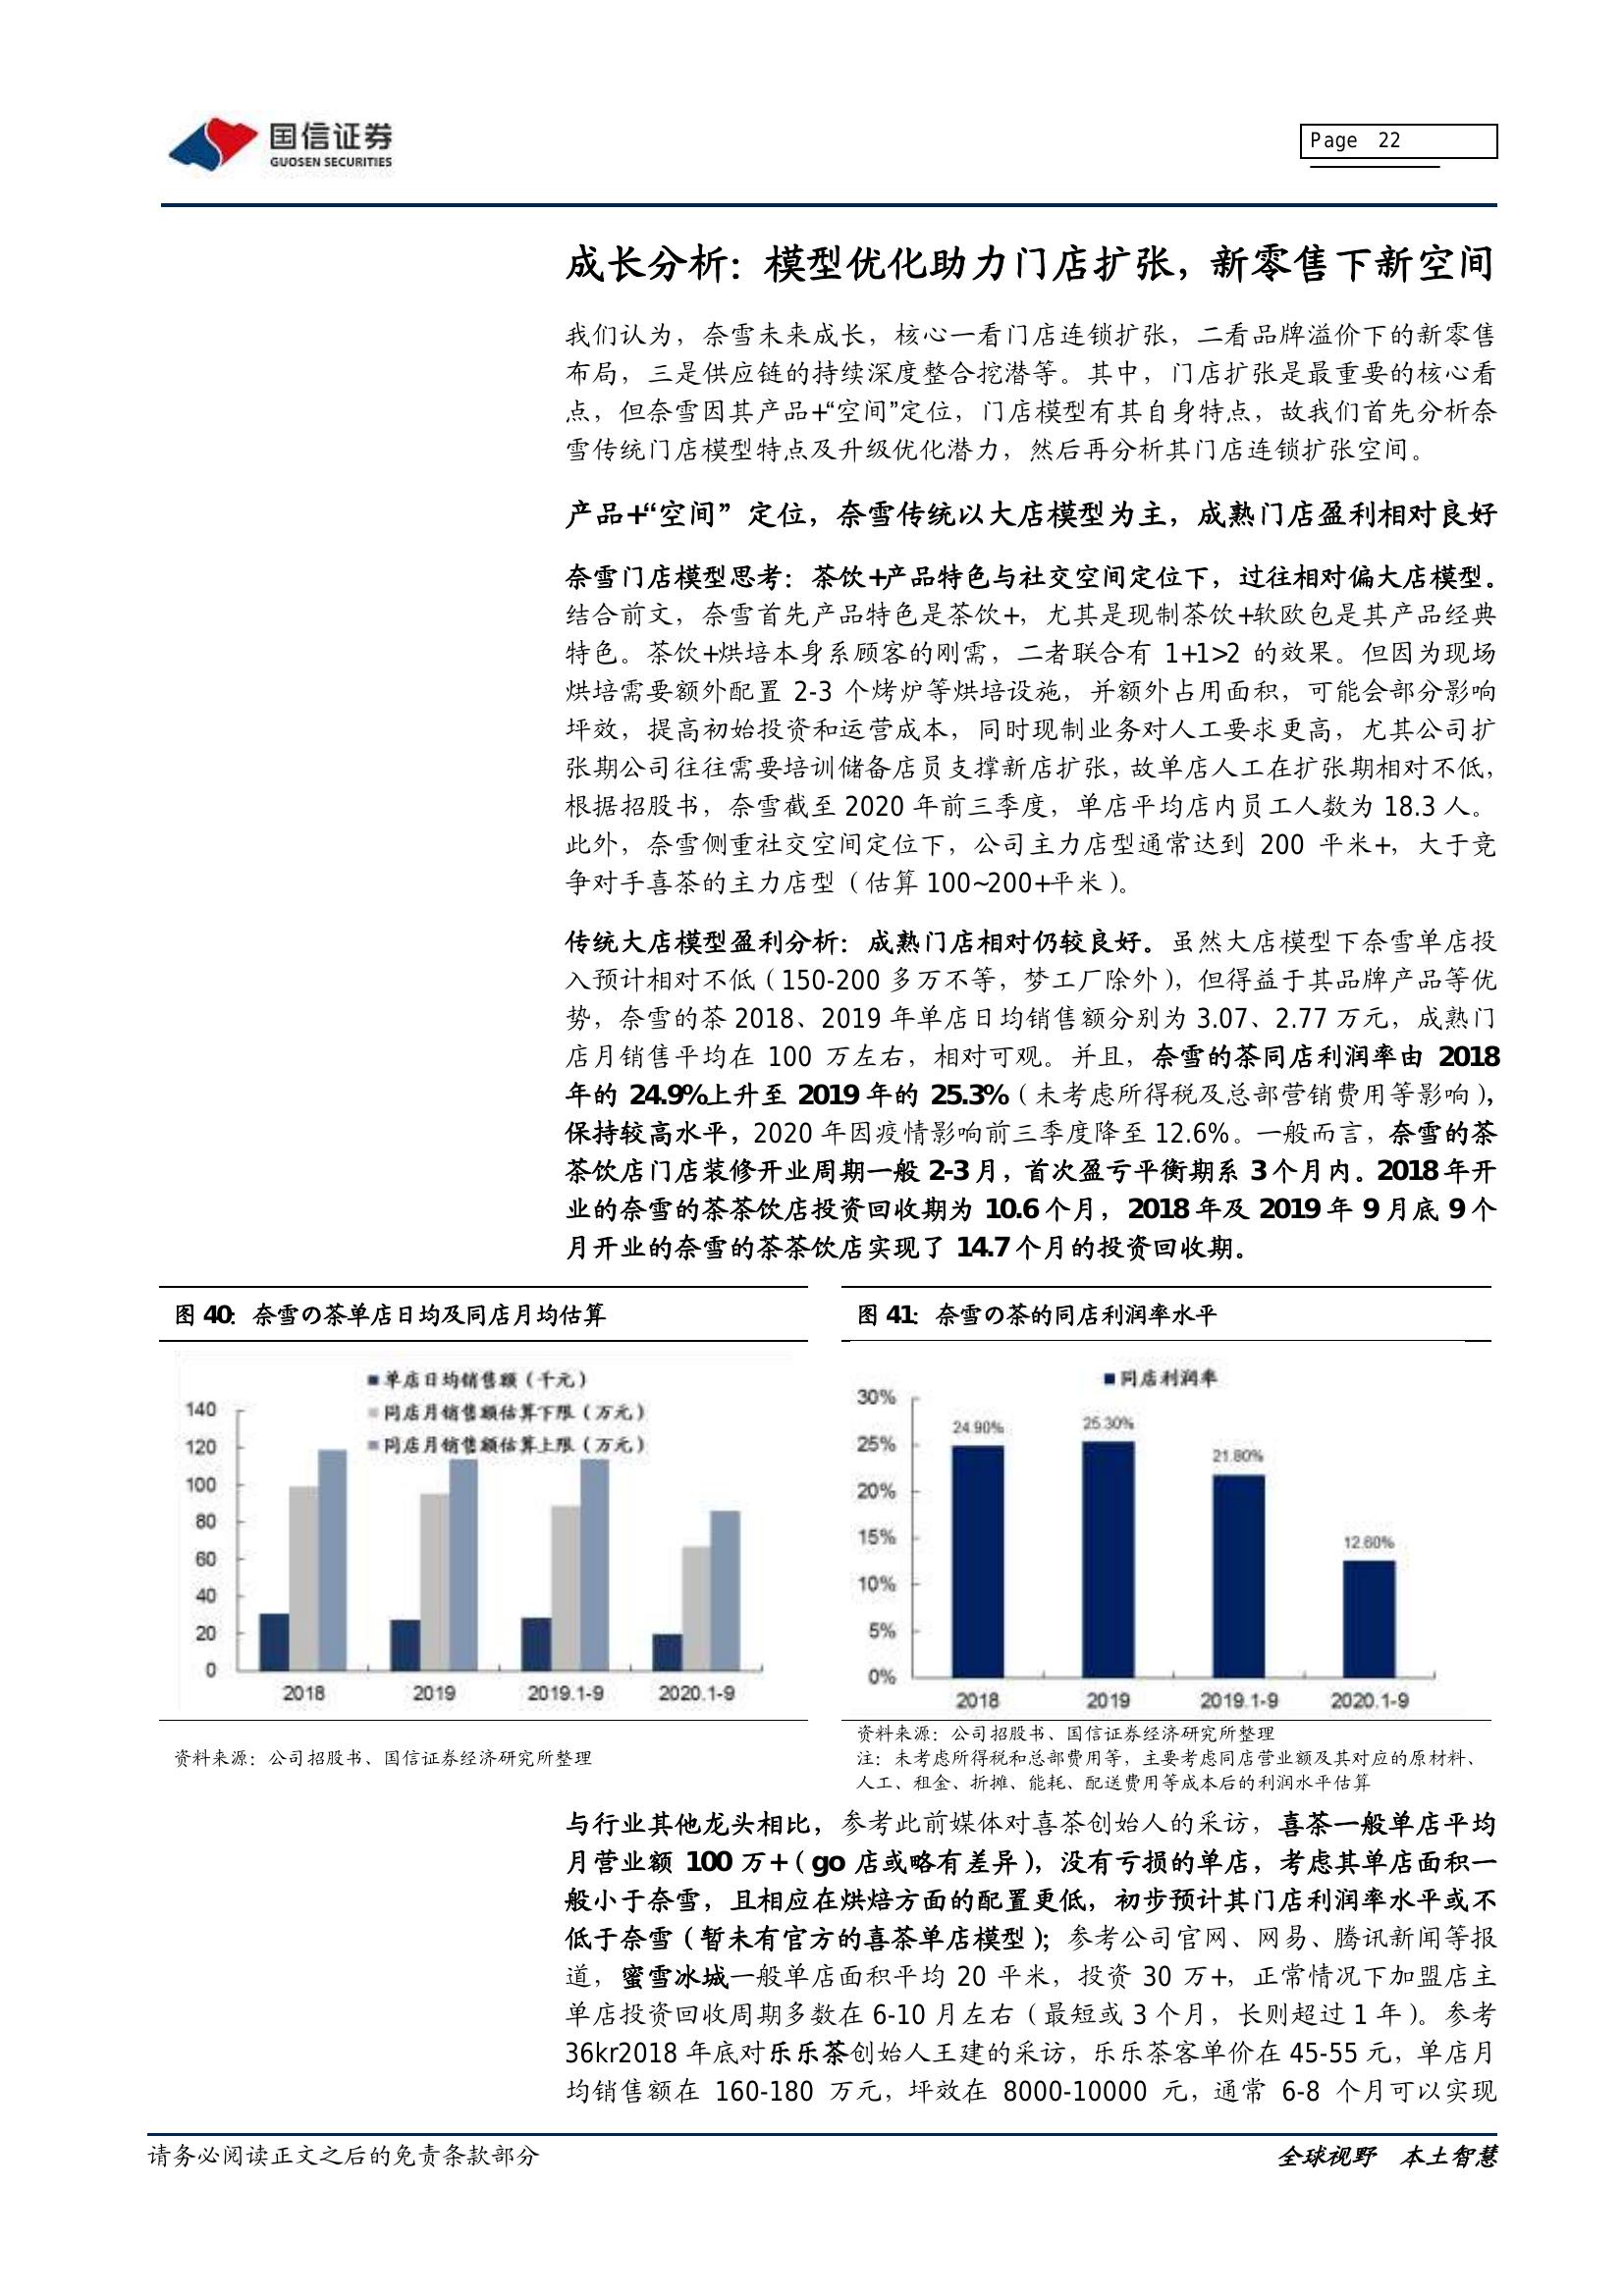 国信证券
GUOSEN SECURITIES
Page 22
成长分析：模型优化助力门店扩张，新零售下新空间
我们认为，奈雪未来成长，核心一看门店连锁扩张，二看品牌溢价下的新零售
布局，三是供应链的持续深度整合挖潜等。其中，门店扩张是最重要的核心看
点，但奈雪因其产品+“空间”定位，门店模型有其自身特点，故我们首先分析奈
雪传统门店模型特点及升级优化潜力，然后再分析其门店连锁扩张空间。
产品+“空间”定位，奈雪传统以大店模型为主，成熟门店盈利相对良好
奈雪门店模型思考：茶饮+产品特色与社交空间定位下，过往相对偏大店模型。
结合前文，奈雪首先产品特色是茶饮+，尤其是现制茶饮+软欧包是其产品经典
特色。茶饮+烘培本身系顾客的刚需，二者联合有 1+1>2 的效果。但因为现场
烘培需要额外配置 2-3 个烤炉等烘培设施，并额外占用面积，可能会部分影响
坪效，提高初始投资和运营成本，同时现制业务对人工要求更高，尤其公司扩
张期公司往往需要培训储备店员支撑新店扩张，故单店人工在扩张期相对不低，
根据招股书，奈雪截至 2020 年前三季度，单店平均店内员工人数为 18.3 人。
此外，奈雪侧重社交空间定位下，公司主力店型通常达到 200 平米+，大于竞
争对手喜茶的主力店型（估算 100~200+平米）。
传统大店模型盈利分析：成熟门店相对仍较良好。虽然大店模型下奈雪单店投
入预计相对不低（150-200 多万不等，梦工厂除外），但得益于其品牌产品等优
势，奈雪的茶 2018、2019 年单店日均销售额分别为 3.07、2.77 万元，成熟门
店月销售平均在 100 万左右，相对可观。并且，奈雪的茶同店利润率由 2018
年的 24.9%上升至 2019 年的 25.3%（未考虑所得税及总部营销费用等影响），
保持较高水平，2020 年因疫情影响前三季度降至 12.6%。一般而言，奈雪的茶
茶饮店门店装修开业周期一般 2-3 月，首次盈亏平衡期系 3 个月内。2018 年开
业的奈雪的茶茶饮店投资回收期为 10.6 个月，2018 年及 2019 年 9 月底 9 个
月开业的奈雪的茶茶饮店实现了 14.7 个月的投资回收期。
图 40：奈雪の茶单店日均及同店月均估算
单店日均销售额（千元）
同店月销售额估算下限（万元）
同店月销售额估算上限（万元）
140
120
100
80
60
40
20
0
2018 2019 2019.1-9 2020.1-9
资料来源：公司招股书、国信证券经济研究所整理
图 41：奈雪の茶的同店利润率水平
同店利润率
30%
25%
20%
15%
10%
5%
0%
24.90% 25.30% 21.80% 12.60%
2018 2019 2019.1-9 2020.1-9
资料来源：公司招股书、国信证券经济研究所整理
注：未考虑所得税和总部费用等，主要考虑同店营业额及其对应的原材料、
人工、租金、折摊、能耗、配送费用等成本后的利润水平估算
与行业其他龙头相比，参考此前媒体对喜茶创始人的采访，喜茶一般单店平均
月营业额 100 万+（go 店或略有差异），没有亏损的单店，考虑其单店面积一
般小于奈雪，且相应在烘焙方面的配置更低，初步预计其门店利润率水平或不
低于奈雪（暂未有官方的喜茶单店模型）；参考公司官网、网易、腾讯新闻等报
道，蜜雪冰城一般单店面积平均 20 平米，投资 30 万+，正常情况下加盟店主
单店投资回收周期多数在 6-10 月左右（最短或 3 个月，长则超过 1 年）。参考
36kr2018 年底对乐乐茶创始人王建的采访，乐乐茶客单价在 45-55 元，单店月
均销售额在 160-180 万元，坪效在 8000-10000 元，通常 6-8 个月可以实现
请务必阅读正文之后的免责条款部分
全球视野 本土智慧